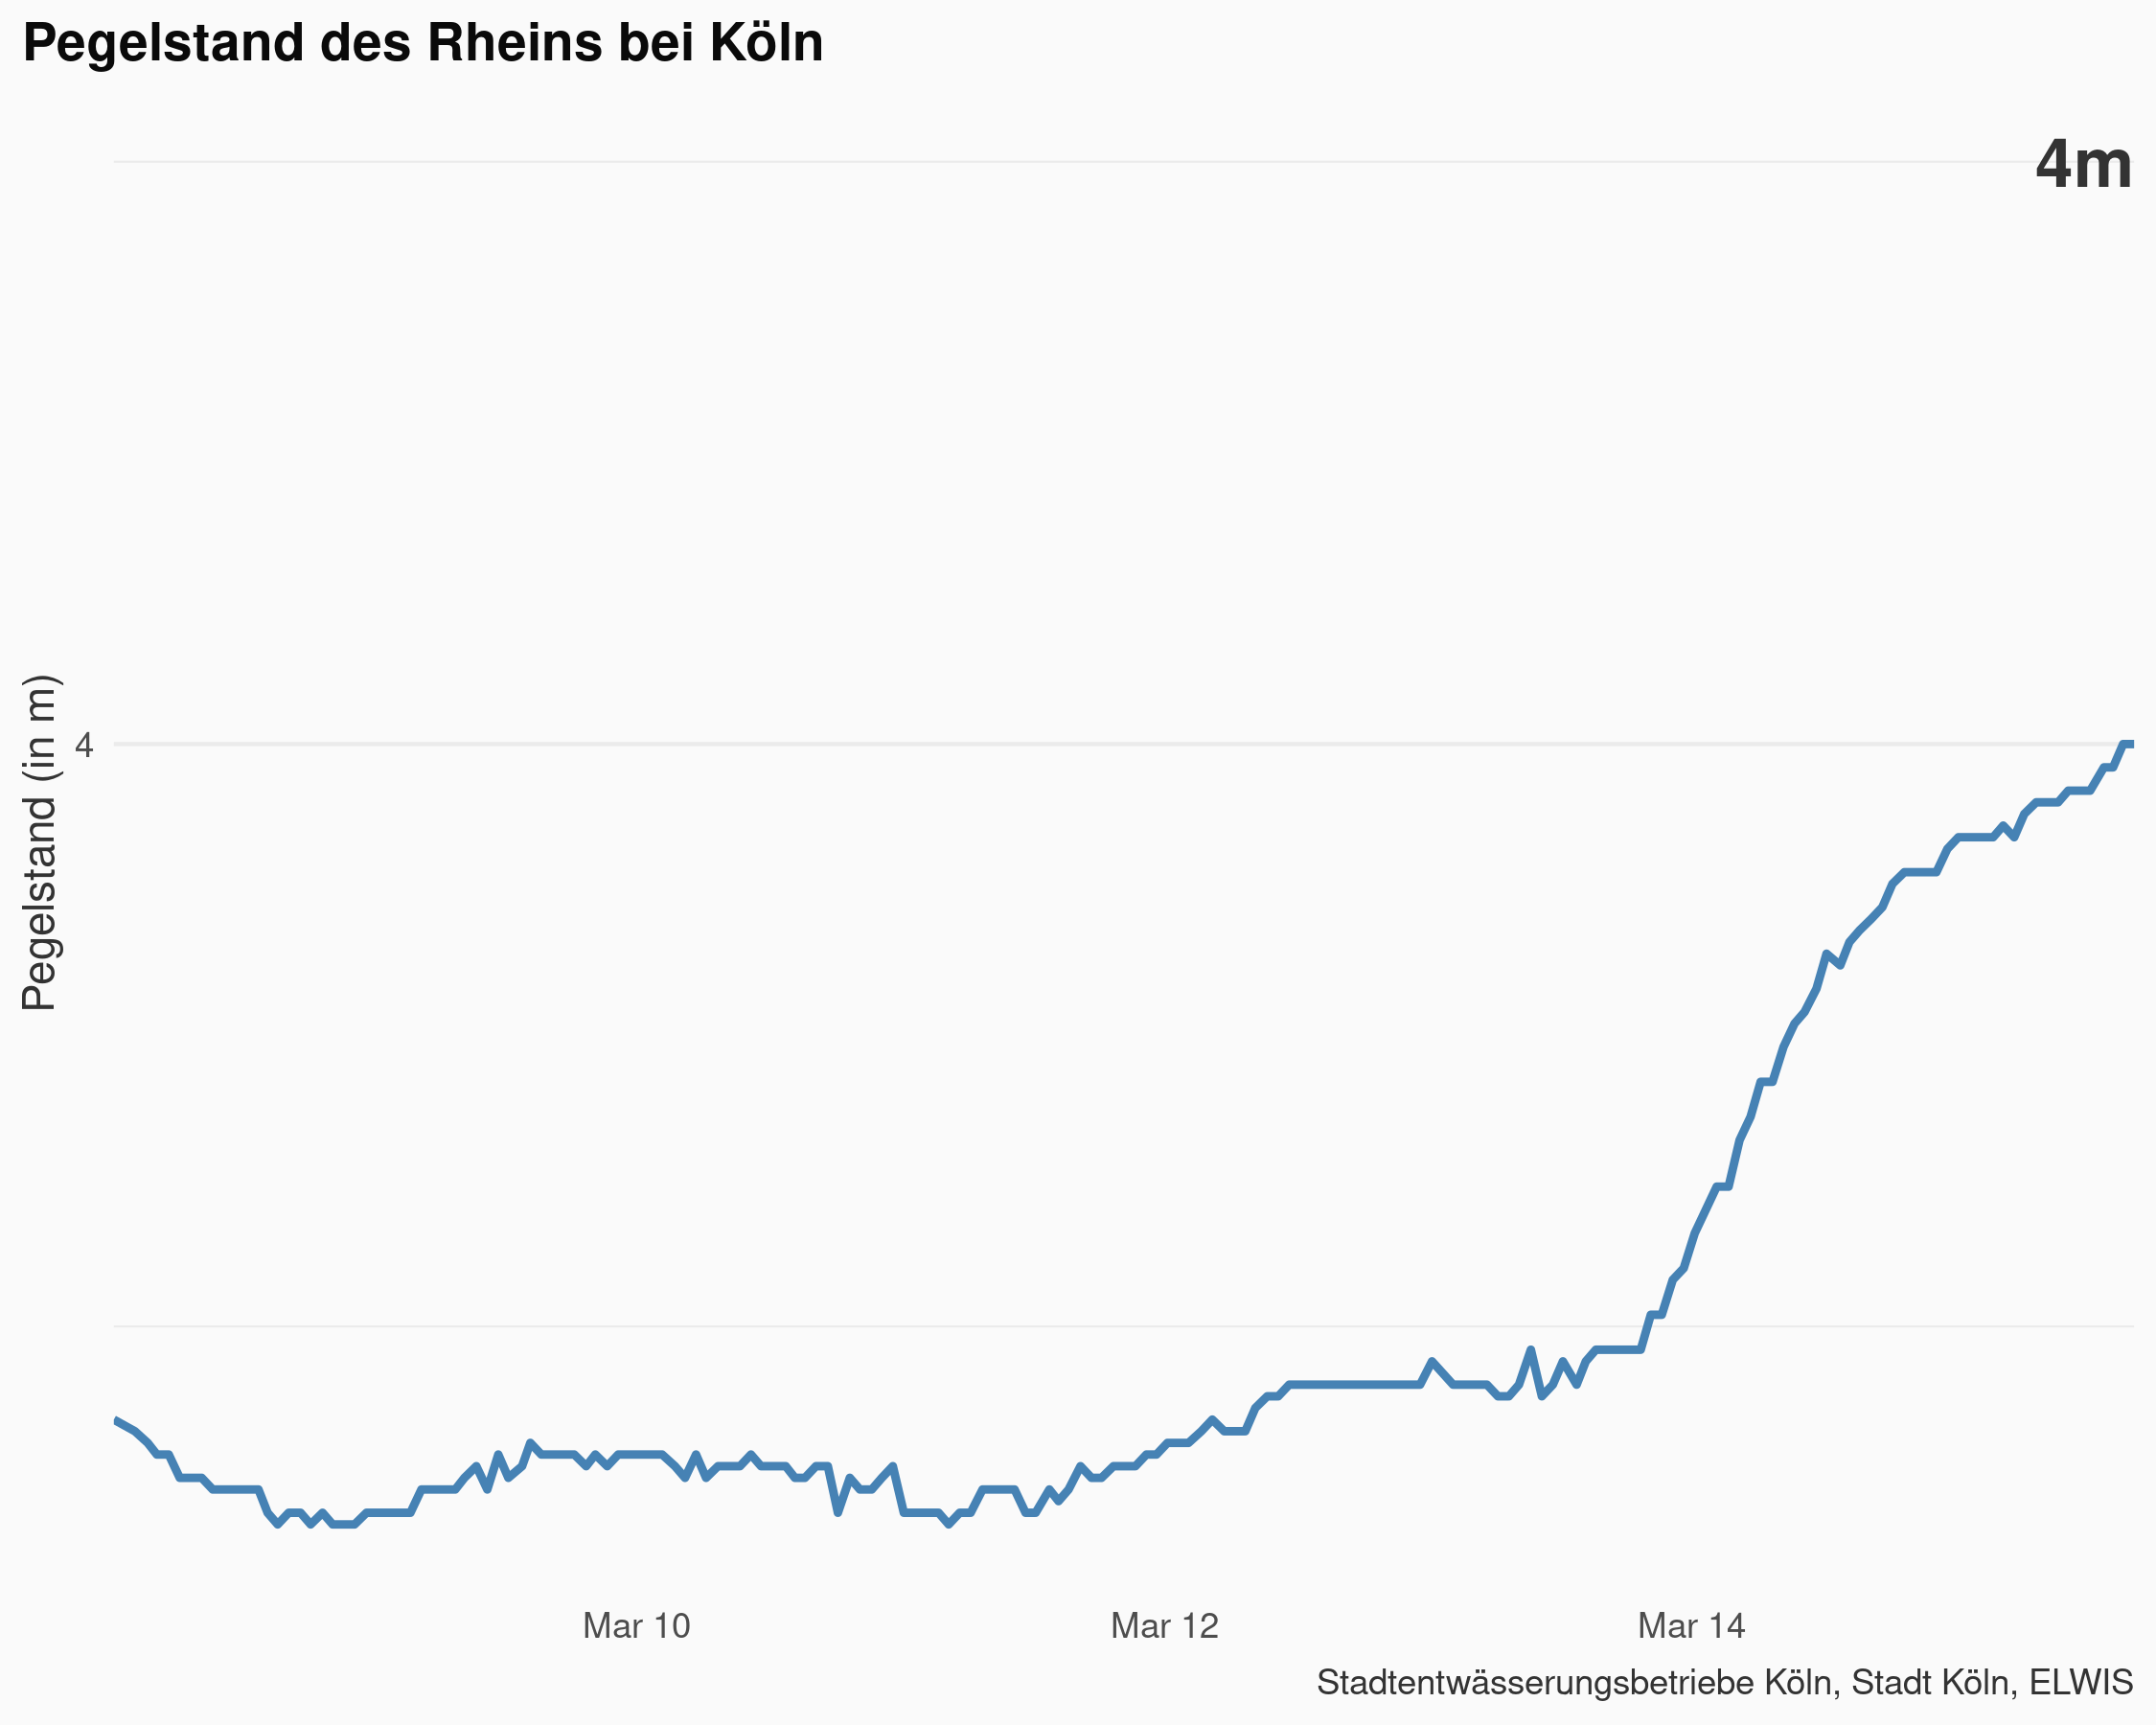 Pegelstand des Rheins bei Köln
4m
Pegelstand (in m)
4
Mar 10
Mar 12
Mar 14
Stadtentwässerungsbetriebe Köln, Stadt Köln, ELWIS